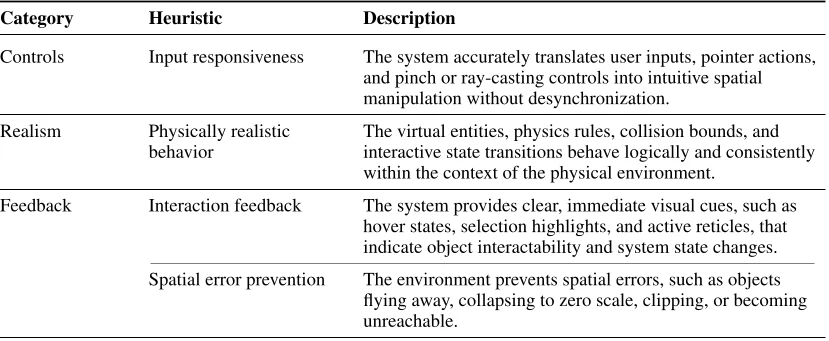 Category Heuristic Description
Controls Input responsiveness The system accurately translates user inputs, pointer actions,
and pinch or ray-casting controls into intuitive spatial
manipulation without desynchronization.
Realism Physically realistic The virtual entities, physics rules, collision bounds, and
behavior interactive state transitions behave logically and consistently
within the context of the physical environment.
Feedback Interaction feedback The system provides clear, immediate visual cues, such as
hover states, selection highlights, and active reticles, that
indicate object interactability and system state changes.
Spatial error prevention The environment prevents spatial errors, such as objects
flying away, collapsing to zero scale, clipping, or becoming
unreachable.